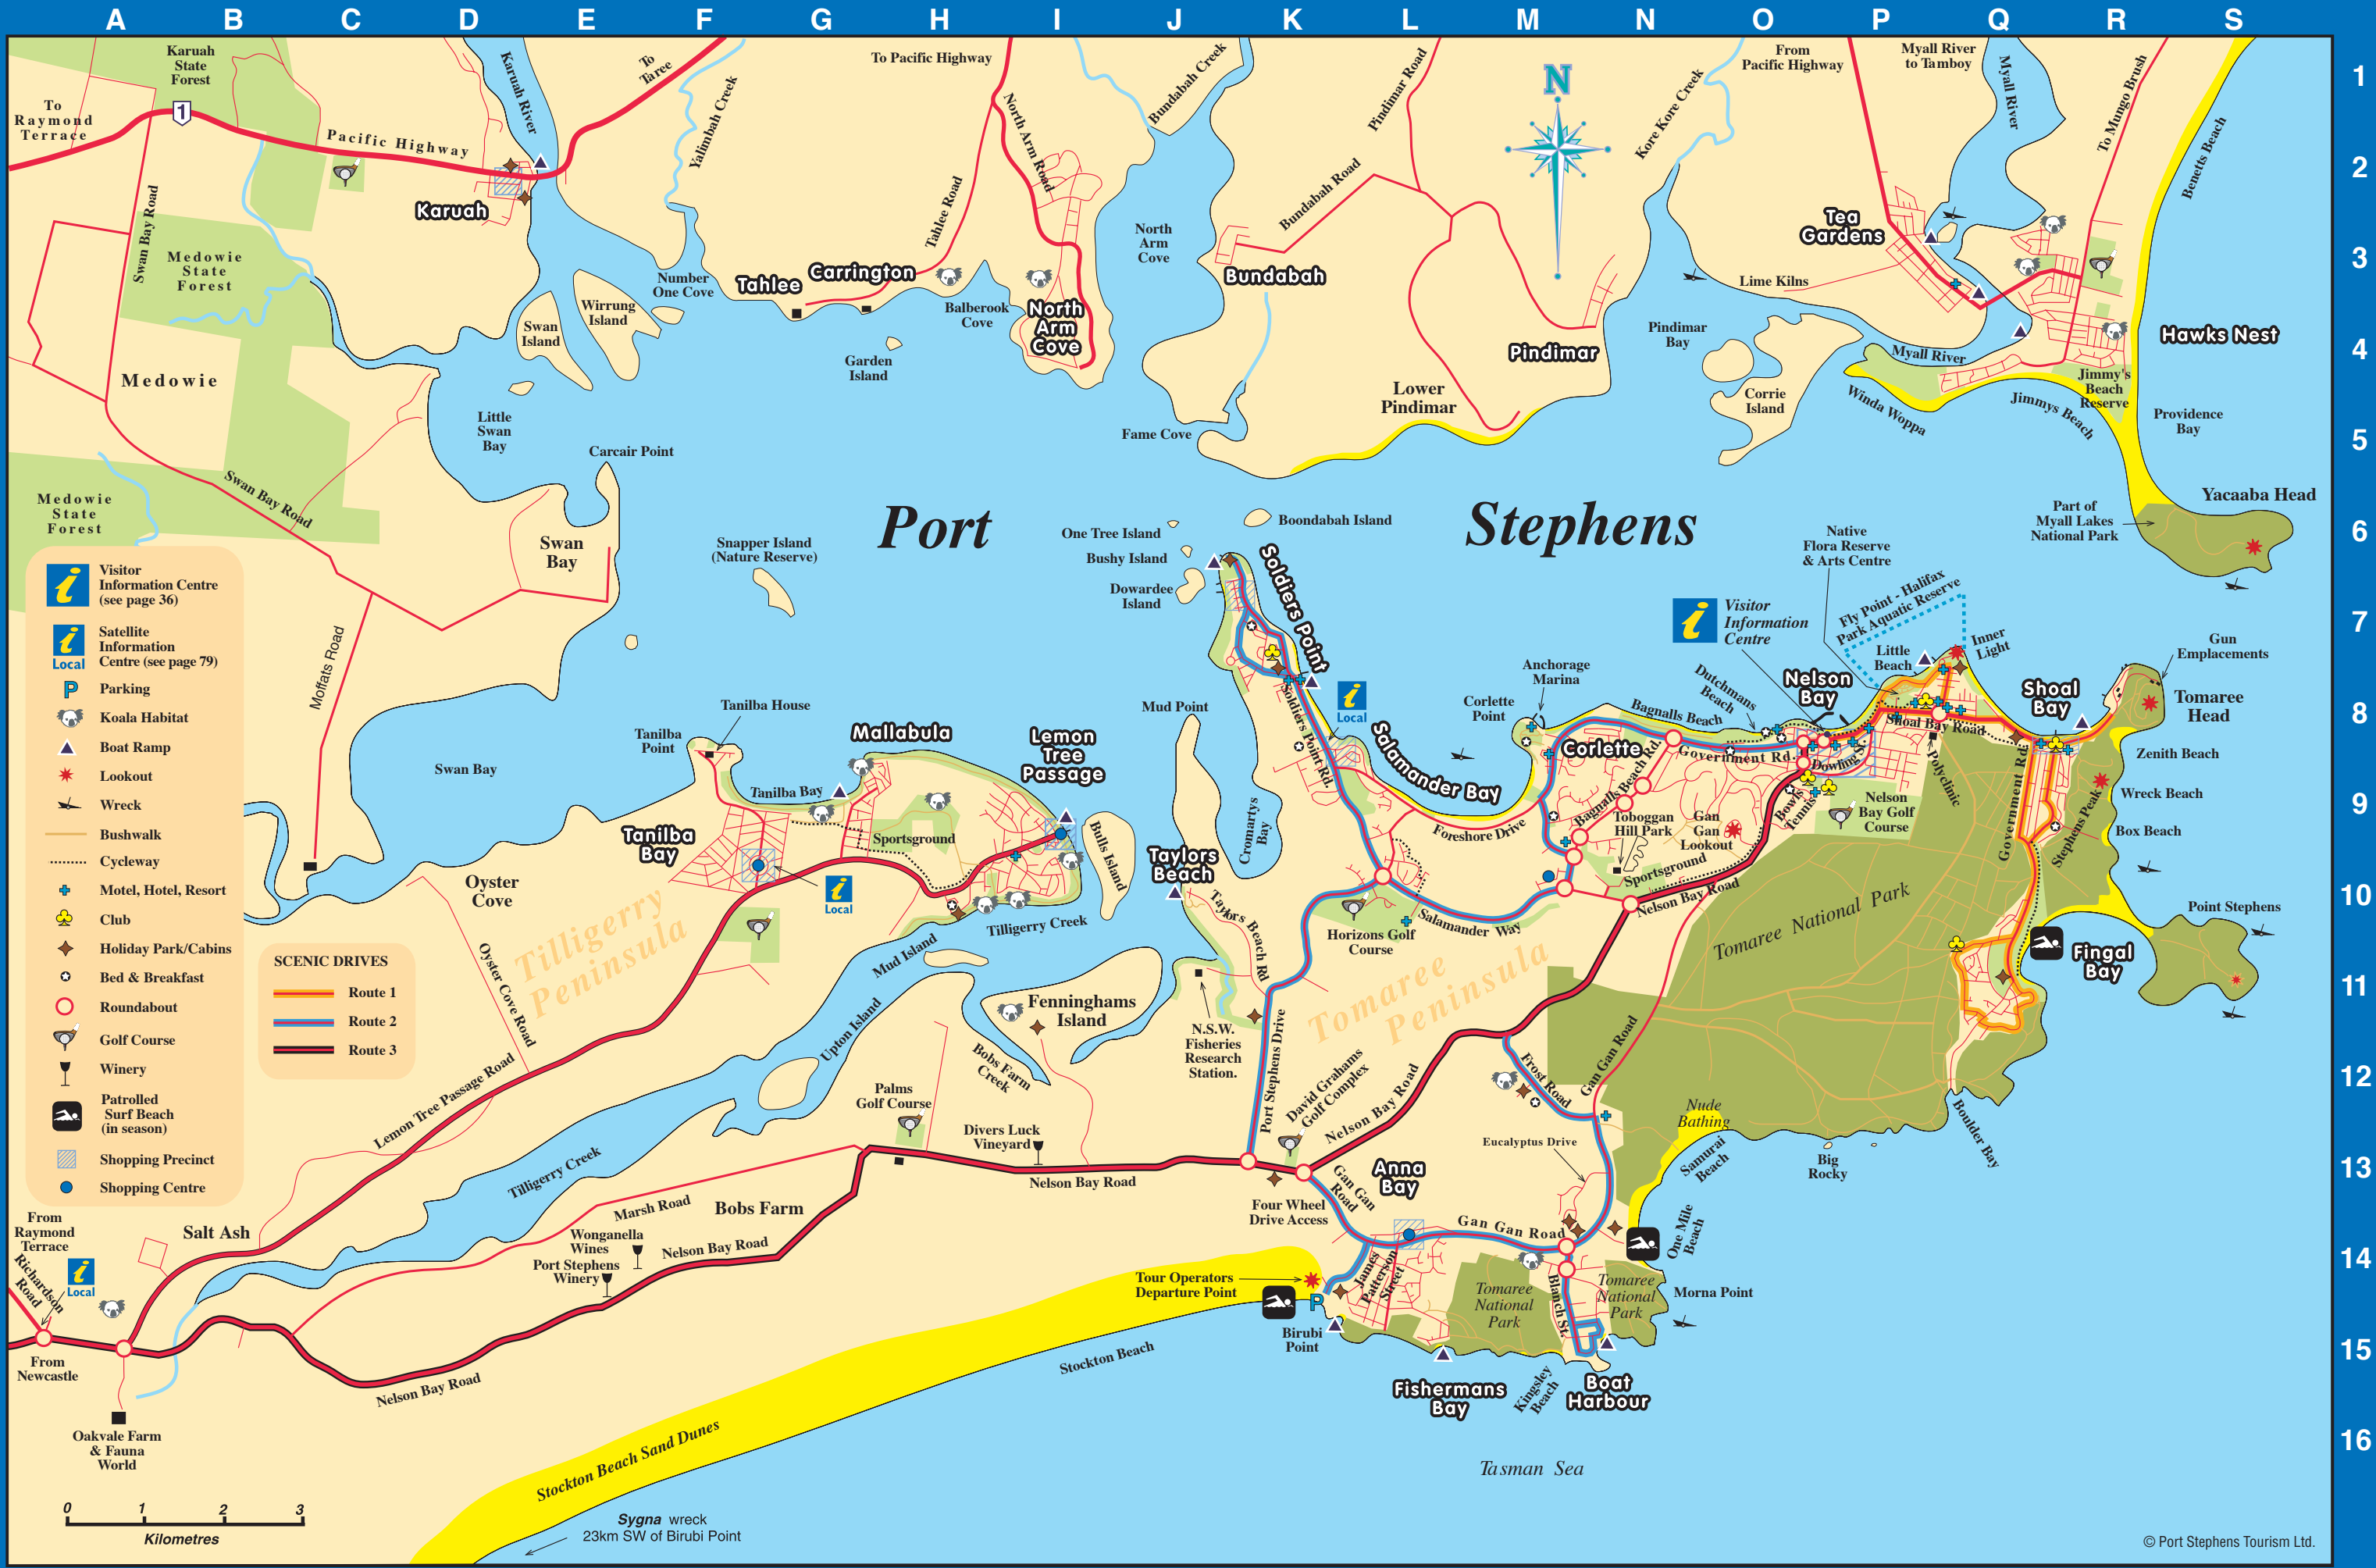 A B C D E F G H I J K L M N O P Q R S
1
2
3
4
5
6
7
8
9
10
11
12
13
14
15
16
Karuah
State
Forest
To
Raymond
Terrace
1
Pacific Highway
Karuah River
To
Taree
Yalimbah Creek
To Pacific Highway
North Arm Road
Tahlee Road
Bundabah Creek
Pindimar Road
Bundabah Road
N
Kore Kore Creek
From
Pacific Highway
Myall River
to Tamboy
Myall River
To Mungo Brush
Benetts Beach
Swan Bay Road
Karuah
Medowie
State
Forest
Medowie
Swan
Island
Wirrung
Island
Number
One Cove
Tahlee
Carrington
Balberook
Cove
Garden
Island
North
Arm
Cove
North
Arm
Cove
Bundabah
Pindimar
Lower
Pindimar
Fame Cove
Tea
Gardens
Lime Kilns
Pindimar
Bay
Corrie
Island
Myall River
Winda Woppa
Jimmys Beach
Jimmy's
Beach
Reserve
Hawks Nest
Providence
Bay
Yacaaba Head
Part of
Myall Lakes
National Park
Little
Swan
Bay
Carcair Point
Swan Bay Road
Medowie
State
Forest
Swan
Bay
Port Stephens
Snapper Island
(Nature Reserve)
One Tree Island
Boondabah Island
Bushy Island
Dowardee
Island
Soldiers Point
Soldiers Point Rd.
Native
Flora Reserve
& Arts Centre
Fly Point - Halifax
Park Aquatic Reserve
Visitor
Information
Centre
Little
Beach
Inner
Light
Gun
Emplacements
Tomaree
Head
Visitor
Information Centre
(see page 36)
Satellite
Information
Centre (see page 79)
Local
Parking
Koala Habitat
Boat Ramp
Lookout
Wreck
Bushwalk
Cycleway
Motel, Hotel, Resort
Club
Holiday Park/Cabins
Bed & Breakfast
Roundabout
Golf Course
Winery
Patrolled
Surf Beach
(in season)
Shopping Precinct
Shopping Centre
SCENIC DRIVES
Route 1
Route 2
Route 3
Moffats Road
Swan Bay
Tanilba House
Tanilba
Point
Mallabula
Lemon
Tree
Passage
Tanilba Bay
Tanilba
Bay
Sportsground
Local
Bulls Island
Mud Point
Cromartys
Bay
Taylors
Beach
Taylors Beach Rd
Local
Salamander Bay
Corlette
Point
Anchorage
Marina
Corlette
Bagnalls Beach
Dutchmans
Beach
Nelson
Bay
Government Rd.
Dowling S.
Bagnalls Beach Rd.
Shoal Bay Road
Shoal
Bay
Polyclinic
Zenith Beach
Wreck Beach
Box Beach
Stephens Peak
Government Rd.
Foreshore Drive
Toboggan
Hill Park
Gan
Gan
Lookout
Bowls
Tennis
Nelson
Bay Golf
Course
Sportsground
Nelson Bay Road
Horizons Golf
Course
Salamander Way
Tomaree National Park
Point Stephens
Fingal
Bay
Oyster
Cove
Oyster Cove Road
Tilligerry
Peninsula
Mud Island
Tilligerry Creek
Upton Island
Fenninghams
Island
Bobs Farm
Creek
N.S.W.
Fisheries
Research
Station.
Tomaree
Peninsula
Port Stephens Drive
David Grahams
Golf Complex
Nelson Bay Road
Frost Road
Gan Gan Road
Eucalyptus Drive
Nude
Bathing
Samurai
Beach
Big
Rocky
Boulder Bay
Lemon Tree Passage Road
Palms
Golf Course
Divers Luck
Vineyard
Nelson Bay Road
Tilligerry Creek
Marsh Road
Bobs Farm
Wonganella
Wines
Port Stephens
Winery
Nelson Bay Road
Salt Ash
From
Raymond
Terrace
Richardson
Road
Local
Four Wheel
Drive Access
Gan Gan
Road
Anna
Bay
Gan Gan Road
One Mile
Beach
Tour Operators
Departure Point
P
James
Patterson
Street
Tomaree
National
Park
Blanch St.
Tomaree
National
Park
Morna Point
Birubi
Point
Fishermans
Bay
Kingsley
Beach
Boat
Harbour
From
Newcastle
Nelson Bay Road
Stockton Beach
Oakvale Farm
& Fauna
World
Stockton Beach Sand Dunes
Tasman Sea
0 1 2 3
Kilometres
Sygna wreck
23km SW of Birubi Point
© Port Stephens Tourism Ltd.